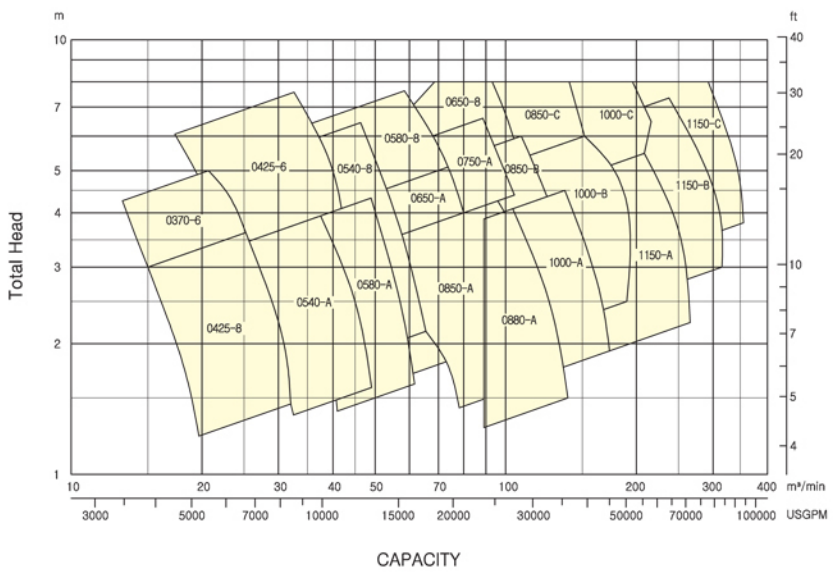 m
ft
10
7
5
4
3
2
1
40
30
20
10
7
5
4
Total Head
0650-B
0850-C
1000-C
1150-C
0580-B
0425-6
0540-B
0750-A
0850-B
1150-B
0650-A
1000-B
0370-6
1150-A
1000-A
0580-A
0850-A
0540-A
0880-A
0425-8
10 20 30 40 50 70 100 200 300 400 m³/min
3000 5000 7000 10000 15000 20000 30000 50000 70000 100000 USGPM
CAPACITY